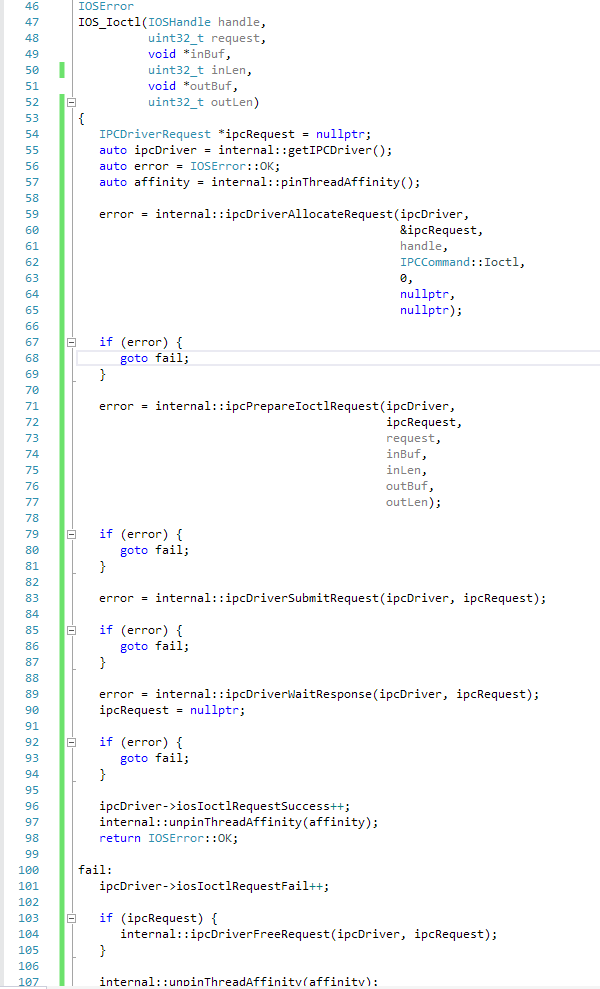 46 IOSError
47 IOS_Ioctl(IOSHandle handle,
48           uint32_t request,
49           void *inBuf,
50           uint32_t inLen,
51           void *outBuf,
52           uint32_t outLen)
53 {
54    IPCDriverRequest *ipcRequest = nullptr;
55    auto ipcDriver = internal::getIPCDriver();
56    auto error = IOSError::OK;
57    auto affinity = internal::pinThreadAffinity();
58
59    error = internal::ipcDriverAllocateRequest(ipcDriver,
60                                               &ipcRequest,
61                                               handle,
62                                               IPCCommand::Ioctl,
63                                               0,
64                                               nullptr,
65                                               nullptr);
66
67    if (error) {
68       goto fail;
69    }
70
71    error = internal::ipcPrepareIoctlRequest(ipcDriver,
72                                             ipcRequest,
73                                             request,
74                                             inBuf,
75                                             inLen,
76                                             outBuf,
77                                             outLen);
78
79    if (error) {
80       goto fail;
81    }
82
83    error = internal::ipcDriverSubmitRequest(ipcDriver, ipcRequest);
84
85    if (error) {
86       goto fail;
87    }
88
89    error = internal::ipcDriverWaitResponse(ipcDriver, ipcRequest);
90    ipcRequest = nullptr;
91
92    if (error) {
93       goto fail;
94    }
95
96    ipcDriver->iosIoctlRequestSuccess++;
97    internal::unpinThreadAffinity(affinity);
98    return IOSError::OK;
99
100 fail:
101    ipcDriver->iosIoctlRequestFail++;
102
103    if (ipcRequest) {
104       internal::ipcDriverFreeRequest(ipcDriver, ipcRequest);
105    }
106
107    internal::unpinThreadAffinity(affinity);